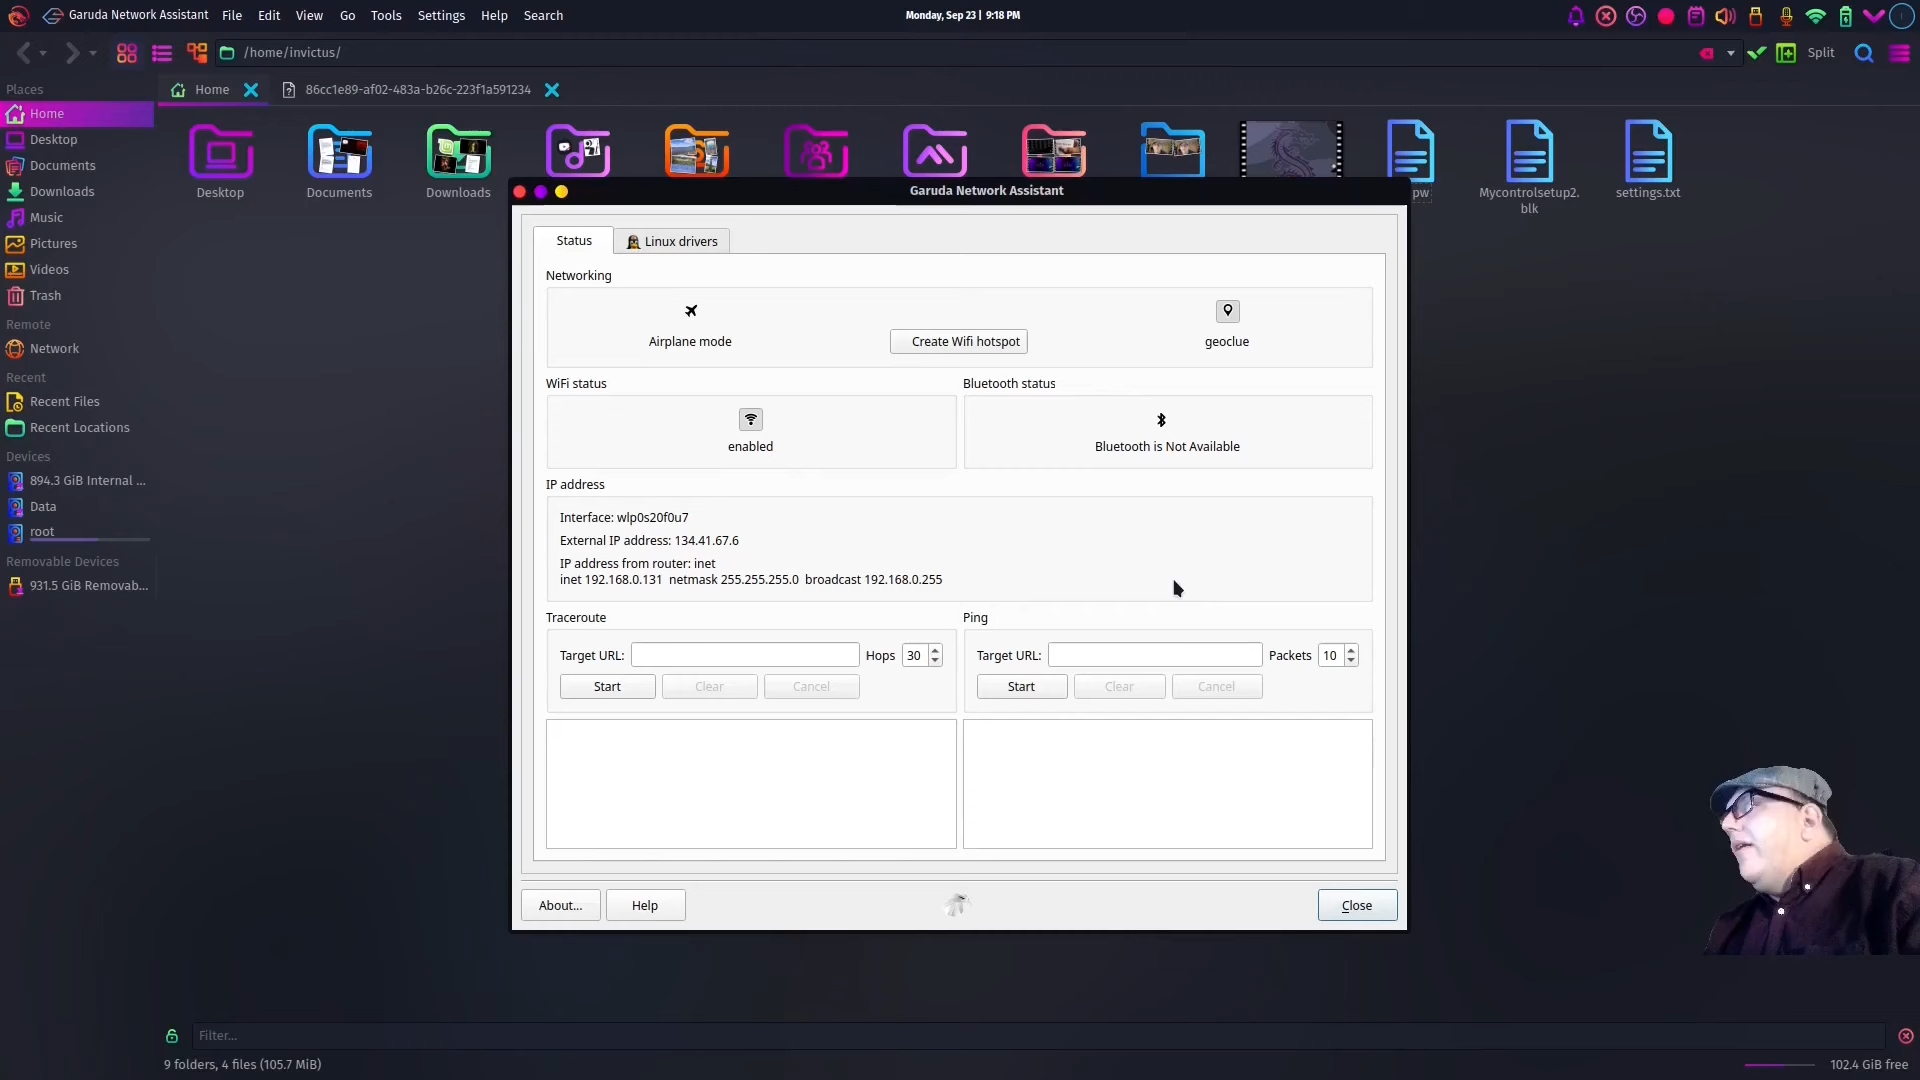 Garuda Network Assistant File Edit View Go Tools Settings Help Search
Monday, Sep 23 | 9:18 PM
/home/invictus/
Split
Places
Home
86cc1e89-af02-483a-b26c-223f1a591234
Home
Desktop
Documents
Downloads
Music
Pictures
Videos
Trash
Remote
Network
Recent
Recent Files
Recent Locations
Devices
894.3 GiB Internal ...
Data
root
Removable Devices
931.5 GiB Removab...
Desktop
Documents
Downloads
pw
Mycontrolsetup2.
blk
settings.txt
Garuda Network Assistant
Status
Linux drivers
Networking
Airplane mode
Create Wifi hotspot
geoclue
WiFi status
enabled
Bluetooth status
Bluetooth is Not Available
IP address
Interface: wlp0s20f0u7
External IP address: 134.41.67.6
IP address from router: inet
inet 192.168.0.131 netmask 255.255.255.0 broadcast 192.168.0.255
Traceroute
Target URL:
Hops 30
Start
Clear
Cancel
Ping
Target URL:
Packets 10
Start
Clear
Cancel
About...
Help
Close
Filter...
9 folders, 4 files (105.7 MiB)
102.4 GiB free